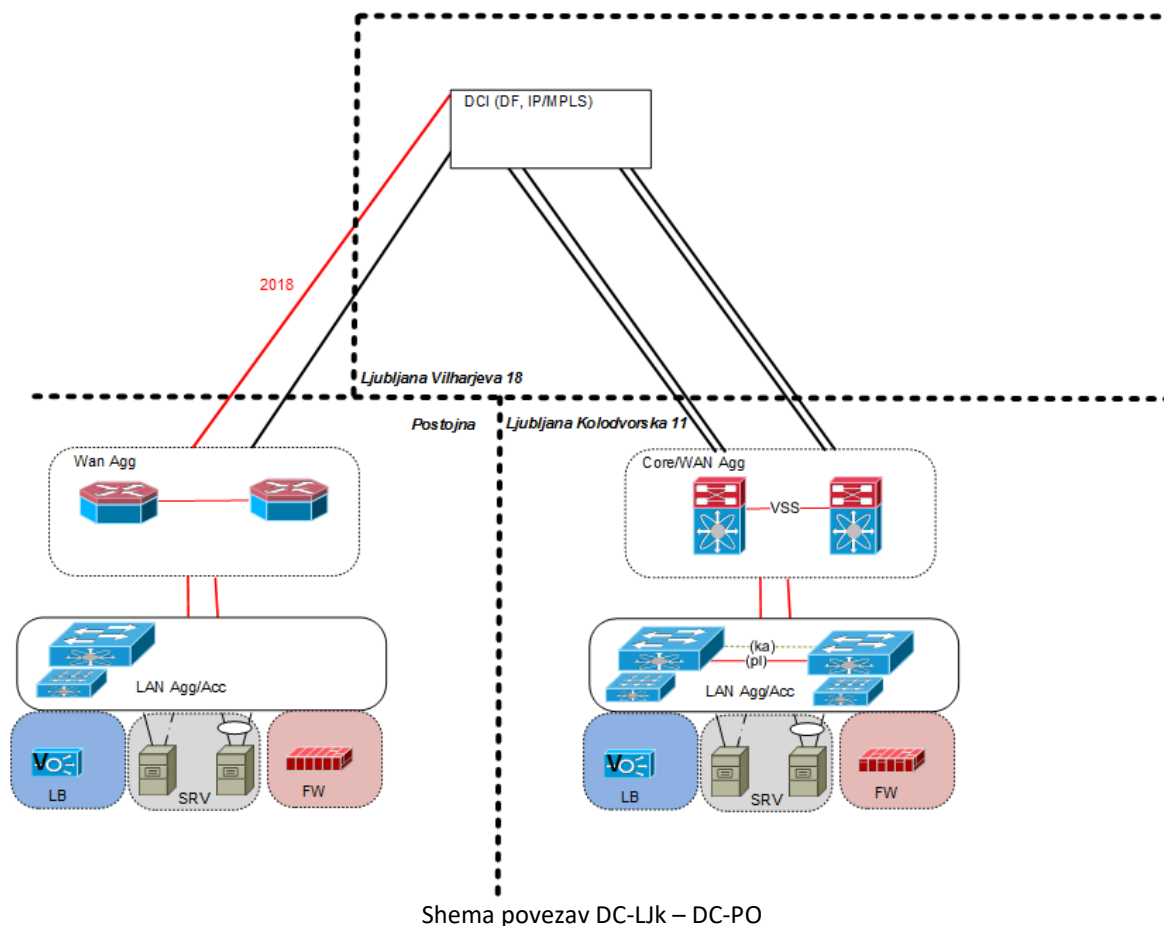 DCI (DF, IP/MPLS)
2018
Ljubljana Vilharjeva 18
Postojna
Ljubljana Kolodvorska 11
Wan Agg
Core/WAN Agg
VSS
(ka)
(pl)
LAN Agg/Acc
LAN Agg/Acc
V
LB
SRV
FW
V
LB
SRV
FW
Shema povezav DC-LJk – DC-PO